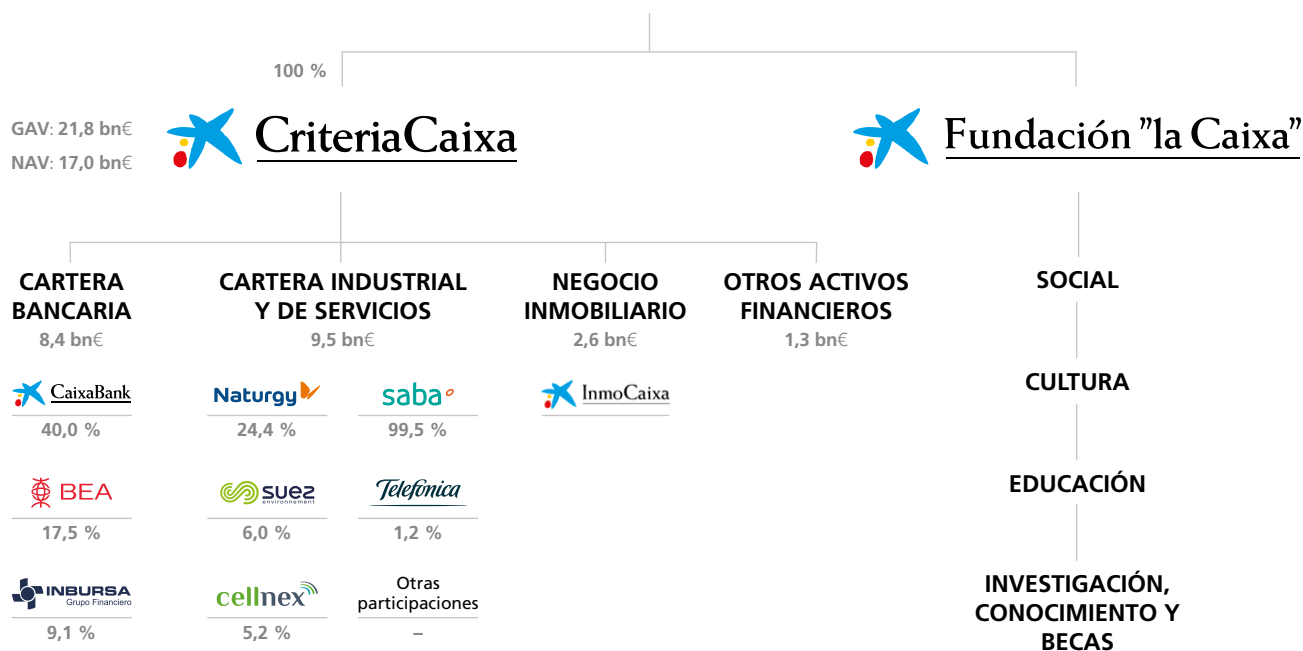 100 %
GAV: 21,8 bn€
NAV: 17,0 bn€
CriteriaCaixa
Fundación ”la Caixa”
CARTERA
BANCARIA
8,4 bn€
CARTERA INDUSTRIAL
Y DE SERVICIOS
9,5 bn€
NEGOCIO
INMOBILIARIO
2,6 bn€
OTROS ACTIVOS
FINANCIEROS
1,3 bn€
SOCIAL
CULTURA
EDUCACIÓN
INVESTIGACIÓN,
CONOCIMIENTO Y
BECAS
CaixaBank
40,0 %
BEA
17,5 %
INBURSA
Grupo Financiero
9,1 %
Naturgy
24,4 %
saba
99,5 %
suez
environnement
6,0 %
Telefónica
1,2 %
cellnex
5,2 %
Otras
participaciones
–
InmoCaixa